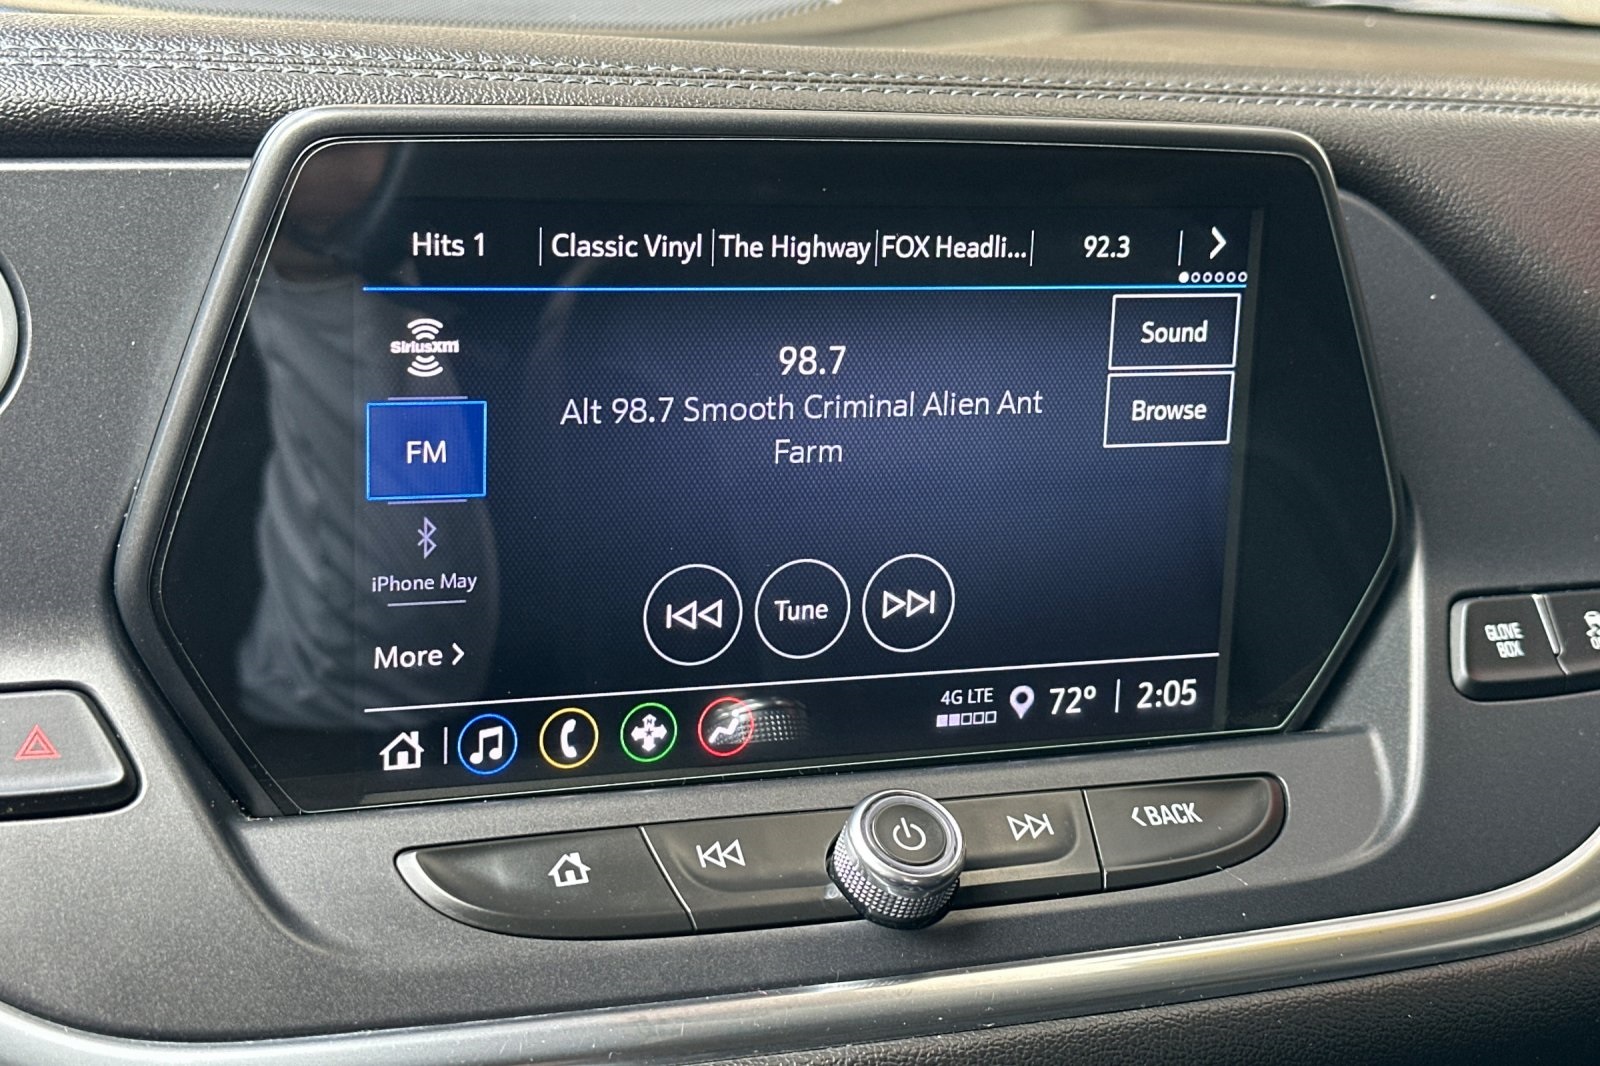 Hits 1
Classic Vinyl
The Highway
FOX Headli...
92.3
SiriusXM
Sound
98.7
Alt 98.7 Smooth Criminal Alien Ant
Farm
Browse
FM
iPhone May
Tune
More
4G LTE
72°
2:05
GLOVE
BOX
BACK